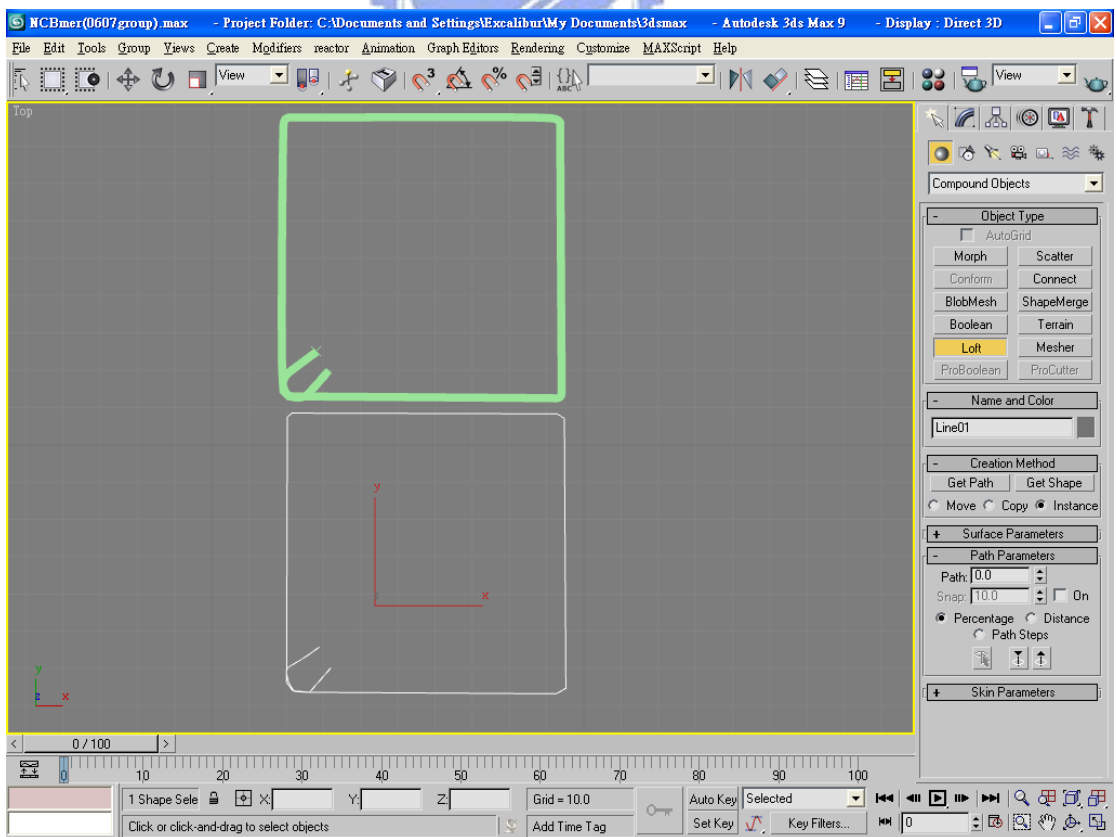 NCBmer(0607group).max - Project Folder: C:\Documents and Settings\Excalibur\My Documents\3dsmax - Autodesk 3ds Max 9 - Display : Direct 3D
File Edit Tools Group Views Create Modifiers reactor Animation Graph Editors Rendering Customize MAXScript Help
View 3 % ABC View
Top
y
x
y
z x
Compound Objects
- Object Type
AutoGrid
Morph Scatter
Conform Connect
BlobMesh ShapeMerge
Boolean Terrain
Loft Mesher
ProBoolean ProCutter
- Name and Color
Line01
- Creation Method
Get Path Get Shape
Move Copy Instance
+ Surface Parameters
- Path Parameters
Path: 0.0
Snap: 10.0 On
Percentage Distance
Path Steps
+ Skin Parameters
< 0 / 100 >
0 10 20 30 40 50 60 70 80 90 100
1 Shape Sele X: Y: Z: Grid = 10.0 Auto Key Selected
Click or click-and-drag to select objects Add Time Tag Set Key Key Filters... 0